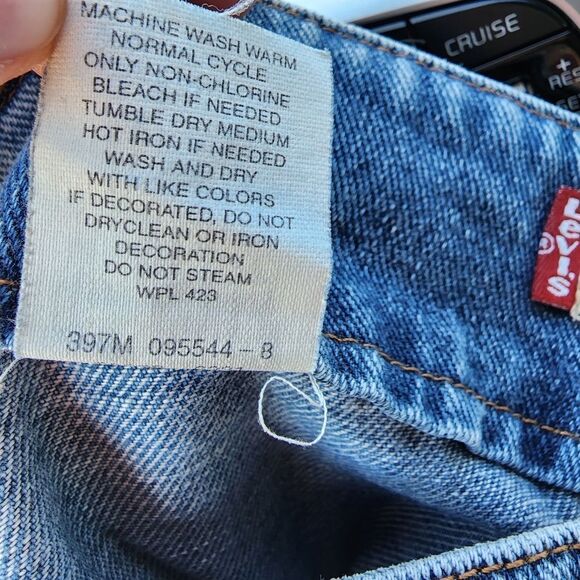 MACHINE WASH WARM
NORMAL CYCLE
ONLY NON-CHLORINE
BLEACH IF NEEDED
TUMBLE DRY MEDIUM
HOT IRON IF NEEDED
WASH AND DRY
WITH LIKE COLORS
IF DECORATED, DO NOT
DRYCLEAN OR IRON
DECORATION
DO NOT STEAM
WPL 423
397M 095544-8
CRUISE
+
LEVI'S
®